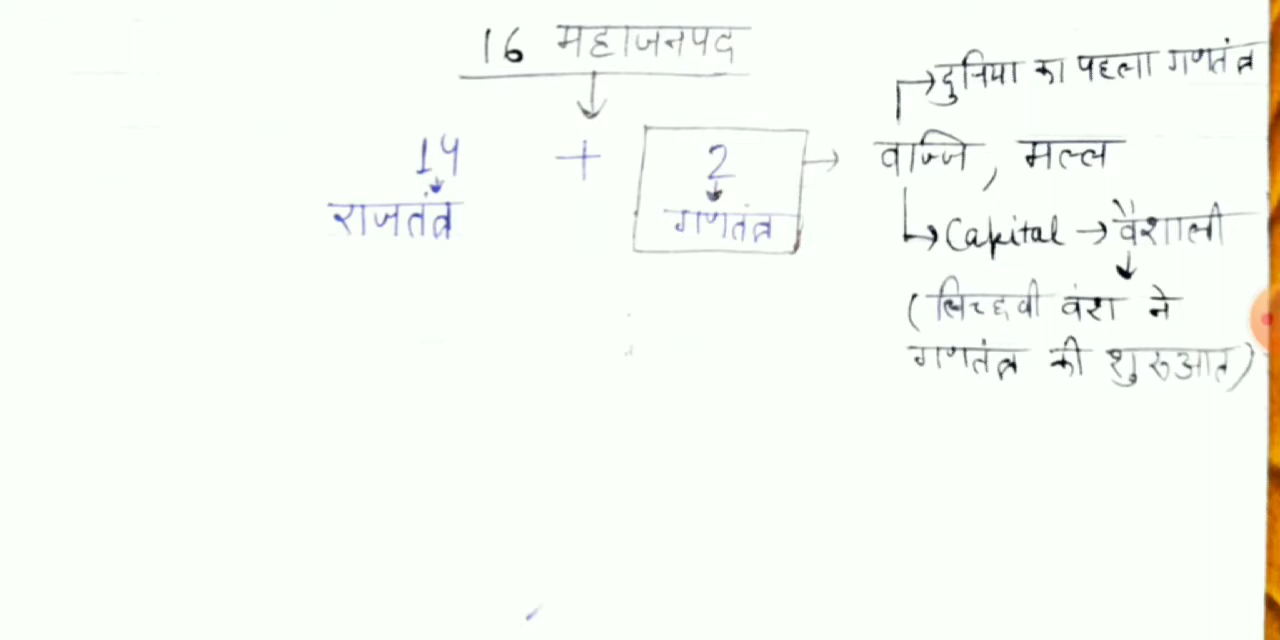 16 महाजनपद
→ दुनिया का पहला गणतंत्र
14 + 2 → वज्जि, मल्ल
राजतंत्र गणतंत्र
→ Capital → वैशाली
(लिच्छवी वंश ने
गणतंत्र की शुरुआत)